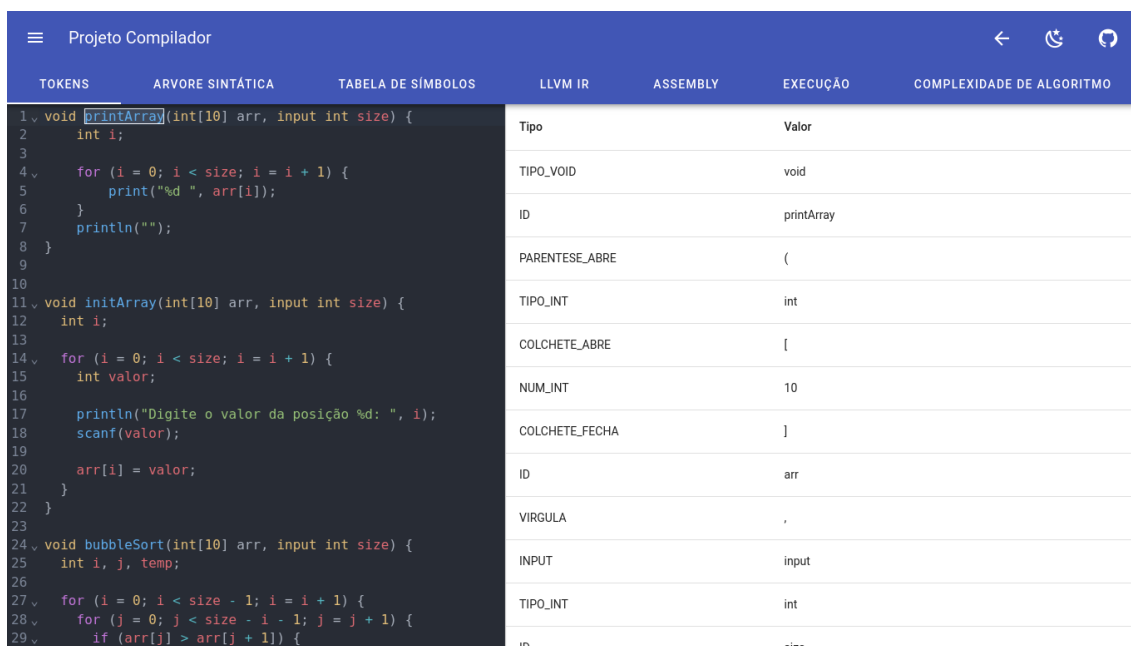 Projeto Compilador
TOKENS ARVORE SINTÁTICA TABELA DE SÍMBOLOS LLVM IR ASSEMBLY EXECUÇÃO COMPLEXIDADE DE ALGORITMO
1 void printArray(int[10] arr, input int size) {
2 int i;
3
4 for (i = 0; i < size; i = i + 1) {
5 print("%d ", arr[i]);
6 }
7 println("");
8 }
9
10
11 void initArray(int[10] arr, input int size) {
12 int i;
13
14 for (i = 0; i < size; i = i + 1) {
15 int valor;
16
17 println("Digite o valor da posição %d: ", i);
18 scanf(valor);
19
20 arr[i] = valor;
21 }
22 }
23
24 void bubbleSort(int[10] arr, input int size) {
25 int i, j, temp;
26
27 for (i = 0; i < size - 1; i = i + 1) {
28 for (j = 0; j < size - i - 1; j = j + 1) {
29 if (arr[j] > arr[j + 1]) {
Tipo Valor
TIPO_VOID void
ID printArray
PARENTESE_ABRE (
TIPO_INT int
COLCHETE_ABRE [
NUM_INT 10
COLCHETE_FECHA ]
ID arr
VIRGULA ,
INPUT input
TIPO_INT int
ID size